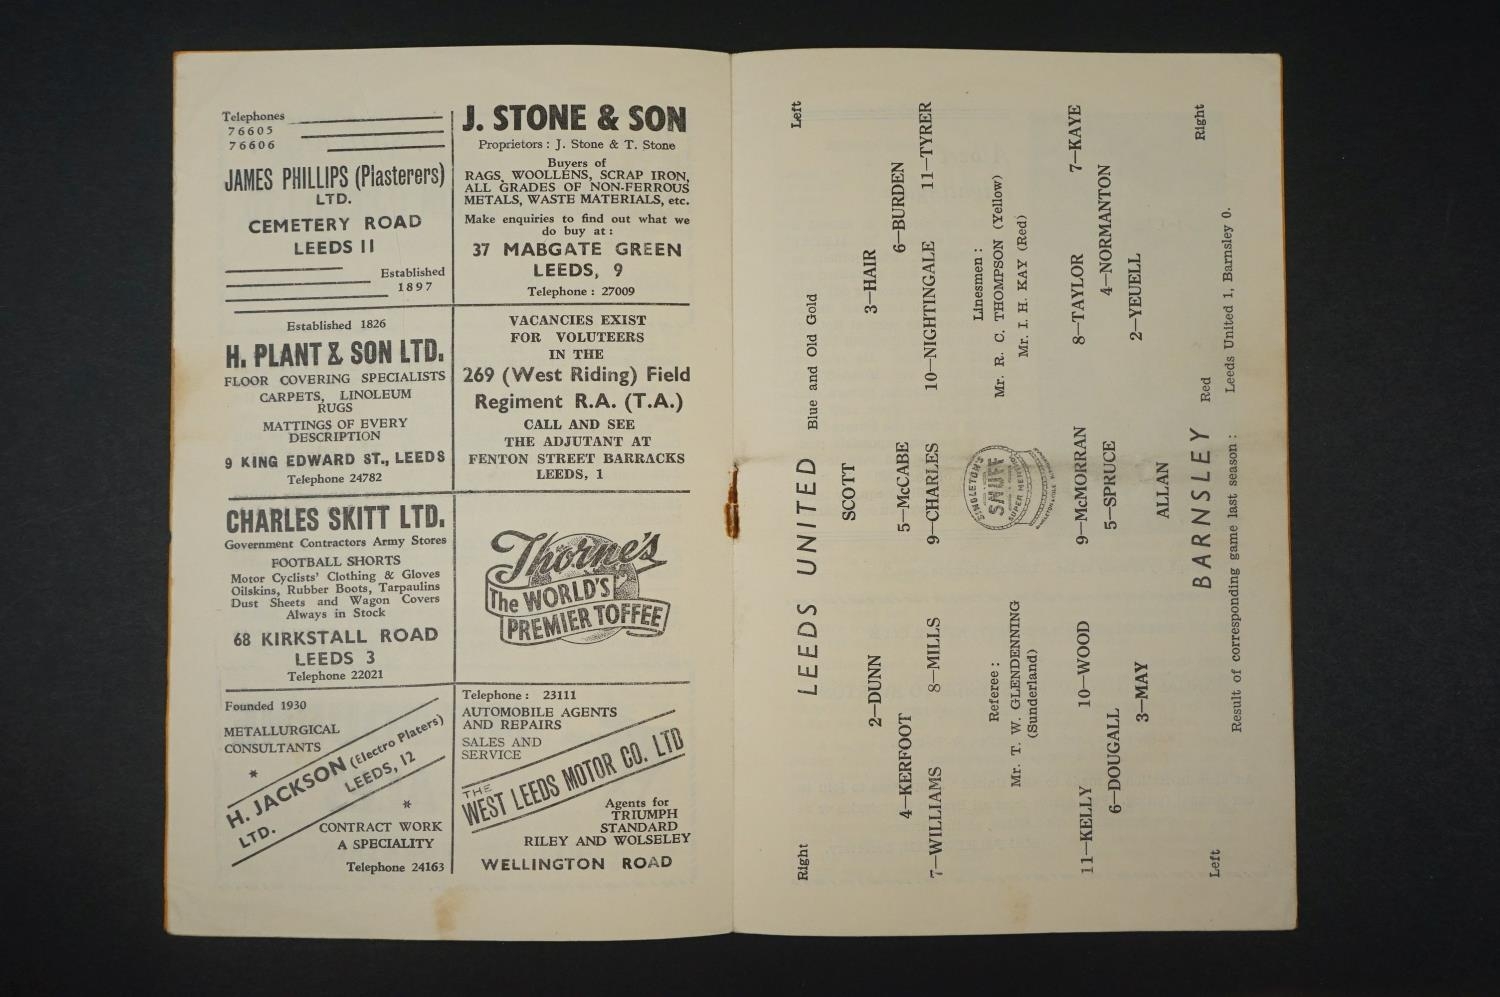 Telephones
76605
76606
JAMES PHILLIPS (Plasterers)
LTD.
CEMETERY ROAD
LEEDS 11
Established
1897
J. STONE & SON
Proprietors : J. Stone & T. Stone
Buyers of
RAGS, WOOLLENS, SCRAP IRON,
ALL GRADES OF NON-FERROUS
METALS, WASTE MATERIALS, etc.
Make enquiries to find out what we
do buy at :
37 MABGATE GREEN
LEEDS, 9
Telephone : 27009
Established 1826
H. PLANT & SON LTD.
FLOOR COVERING SPECIALISTS
CARPETS, LINOLEUM
RUGS
MATTINGS OF EVERY
DESCRIPTION
9 KING EDWARD ST., LEEDS
Telephone 24782
VACANCIES EXIST
FOR VOLUTEERS
IN THE
269 (West Riding) Field
Regiment R.A. (T.A.)
CALL AND SEE
THE ADJUTANT AT
FENTON STREET BARRACKS
LEEDS, 1
CHARLES SKITT LTD.
Government Contractors Army Stores
FOOTBALL SHORTS
Motor Cyclists' Clothing & Gloves
Oilskins, Rubber Boots, Tarpaulins
Dust Sheets and Wagon Covers
Always in Stock
68 KIRKSTALL ROAD
LEEDS 3
Telephone 22021
Thorne's
The WORLD'S
PREMIER TOFFEE
Founded 1930
METALLURGICAL
CONSULTANTS
*
H. JACKSON (Electro Platers)
LTD. LEEDS, 12
*
CONTRACT WORK
A SPECIALITY
Telephone 24163
Telephone : 23111
AUTOMOBILE AGENTS
AND REPAIRS
SALES AND
SERVICE
THE
WEST LEEDS MOTOR CO. LTD
Agents for
TRIUMPH
STANDARD
RILEY AND WOLSELEY
WELLINGTON ROAD
Right LEEDS UNITED Blue and Old Gold Left
SCOTT
2—DUNN 3—HAIR
4—KERFOOT 5—McCABE 6—BURDEN
7—WILLIAMS 8—MILLS 9—CHARLES 10—NIGHTINGALE 11—TYRER
Referee : Linesmen :
Mr. T. W. GLENDENNING Mr. R. C. THOMPSON (Yellow)
(Sunderland) Mr. I. H. KAY (Red)
SINGLETON'S
SNUFF
SUPER MENTHOL
11—KELLY 10—WOOD 9—McMORRAN 8—TAYLOR 7—KAYE
6—DOUGALL 5—SPRUCE 4—NORMANTON
3—MAY 2—YEUELL
ALLAN
Left BARNSLEY Red Right
Result of corresponding game last season : Leeds United 1, Barnsley 0.